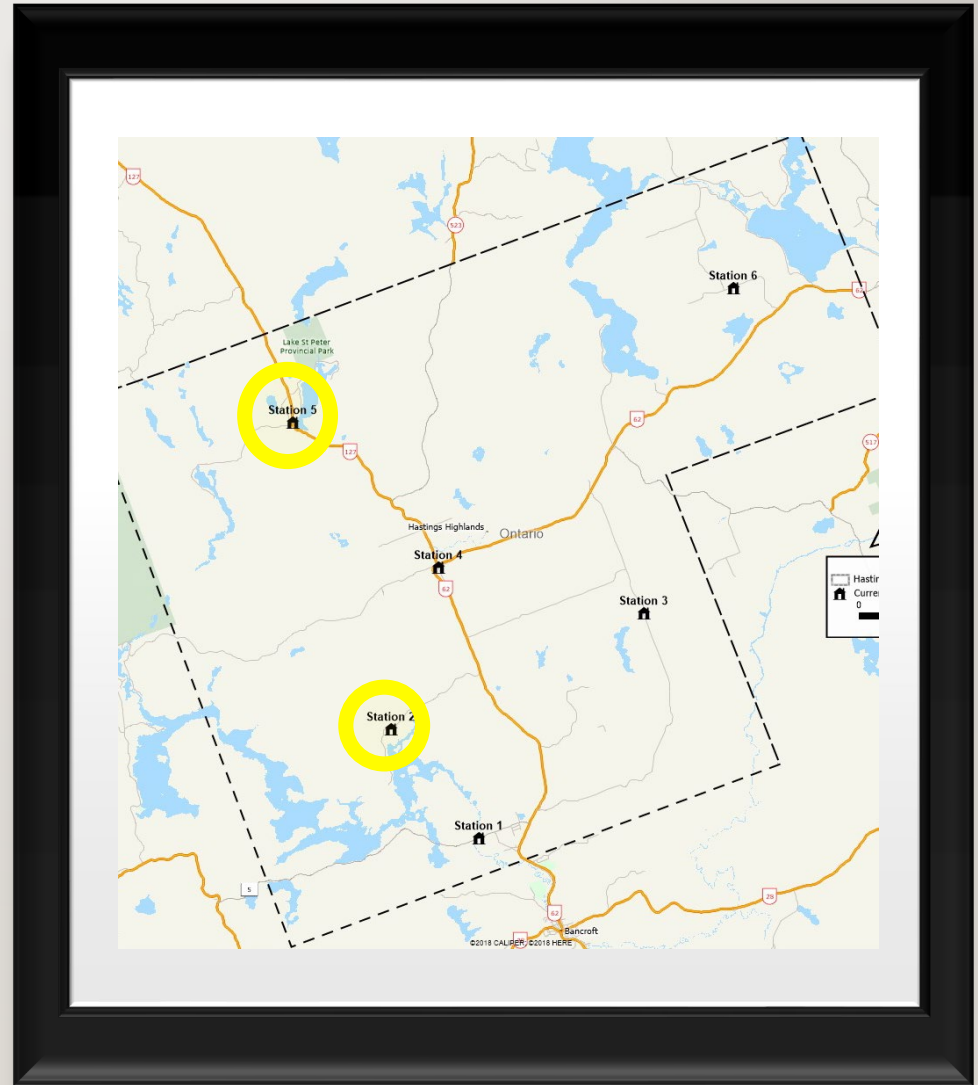 127
523
Station 6
62
Lake St Peter
Provincial Park
Station 5
62
127
517
Hastings Highlands
Ontario
Station 4
62
Station 3
Hastin
Curre
0
Station 2
Station 1
5
28
62
Bancroft
©2018 CALIPER; ©2018 HERE